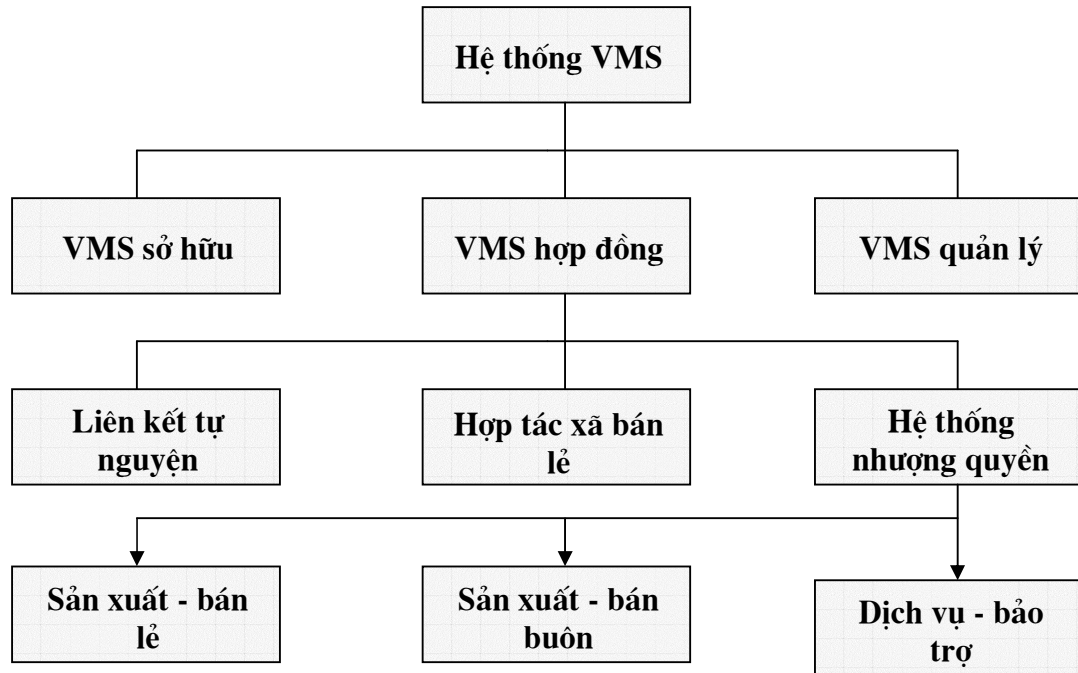 Hệ thống VMS
VMS sở hữu
VMS hợp đồng
VMS quản lý
Liên kết tự
nguyện
Hợp tác xã bán
lẻ
Hệ thống
nhượng quyền
Sản xuất - bán
lẻ
Sản xuất - bán
buôn
Dịch vụ - bảo
trợ